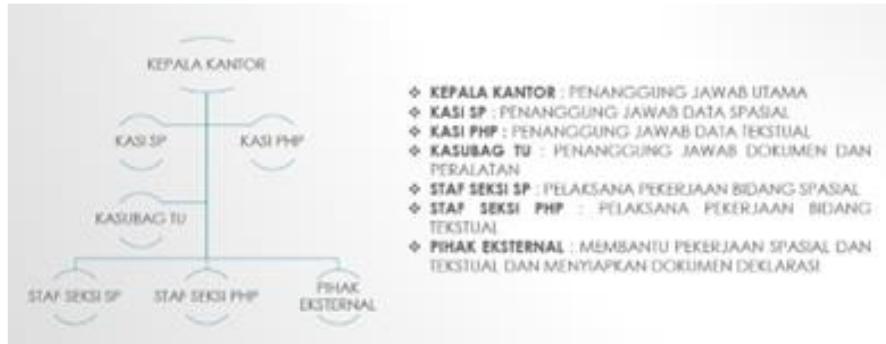 KEPALA KANTOR
KASI SP
KASI PHP
KASUBAG TU
STAF SEKSI SP
STAF SEKSI PHP
PIHAK
EKSTERNAL
❖ KEPALA KANTOR : PENANGGUNG JAWAB UTAMA
❖ KASI SP : PENANGGUNG JAWAB DATA SPASIAL
❖ KASI PHP : PENANGGUNG JAWAB DATA TEKSTUAL
❖ KASUBAG TU : PENANGGUNG JAWAB DOKUMEN DAN
PERALATAN
❖ STAF SEKSI SP : PELAKSANA PEKERJAAN BIDANG SPASIAL
❖ STAF SEKSI PHP : PELAKSANA PEKERJAAN BIDANG
TEKSTUAL
❖ PIHAK EKSTERNAL : MEMBANTU PEKERJAAN SPASIAL DAN
TEKSTUAL DAN MENYIAPKAN DOKUMEN DEKLARASI